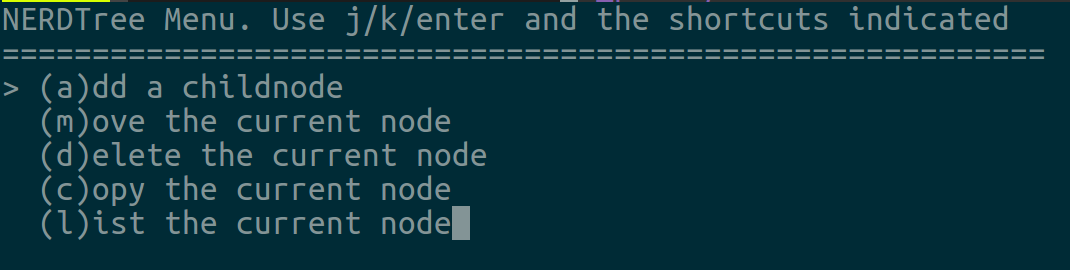 NERDTree Menu. Use j/k/enter and the shortcuts indicated
==========================================================
> (a)dd a childnode
  (m)ove the current node
  (d)elete the current node
  (c)opy the current node
  (l)ist the current node